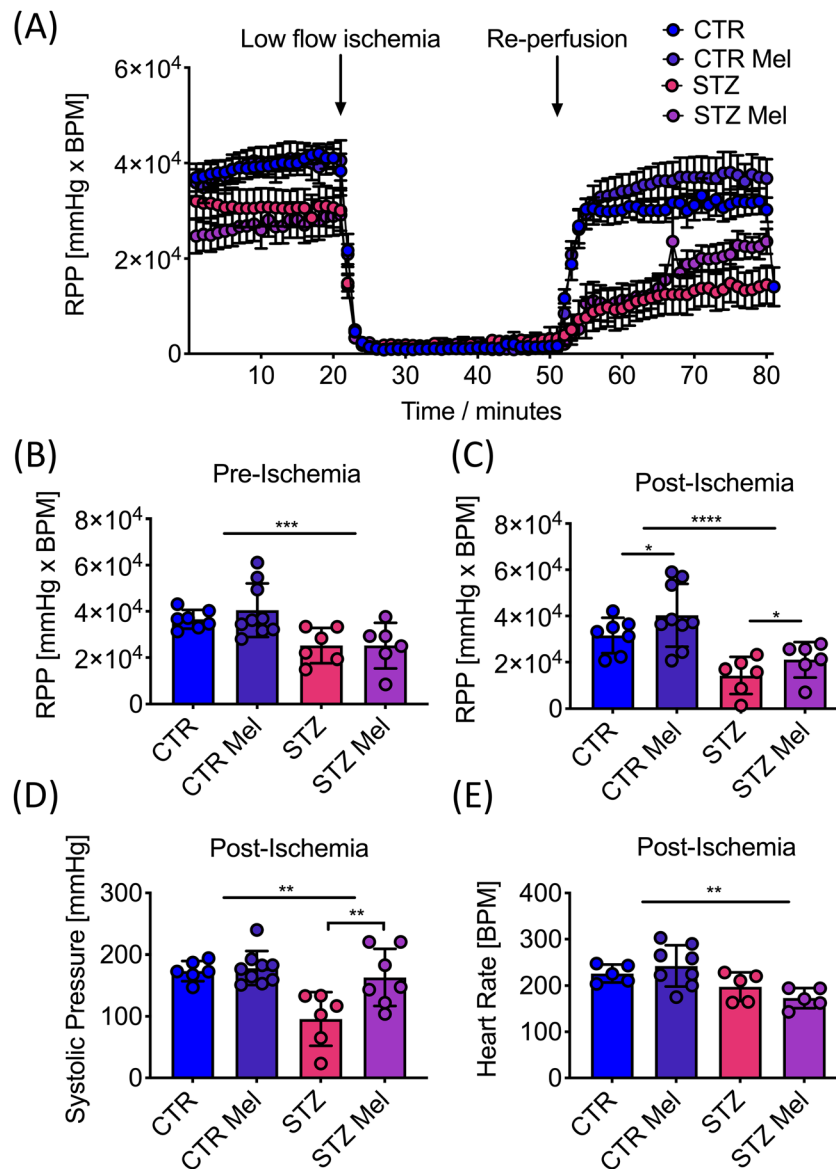 (A)
Low flow ischemia
Re-perfusion
CTR
CTR Mel
STZ
STZ Mel
RPP [mmHg x BPM]
6×10⁴
4×10⁴
2×10⁴
0
10 20 30 40 50 60 70 80
Time / minutes
(B)
Pre-Ischemia
RPP [mmHg x BPM]
8×10⁴
6×10⁴
4×10⁴
2×10⁴
0
***
CTR
CTR Mel
STZ
STZ Mel
(C)
Post-Ischemia
RPP [mmHg x BPM]
8×10⁴
6×10⁴
4×10⁴
2×10⁴
0
****
*
*
CTR
CTR Mel
STZ
STZ Mel
(D)
Post-Ischemia
Systolic Pressure [mmHg]
300
200
100
0
**
**
CTR
CTR Mel
STZ
STZ Mel
(E)
Post-Ischemia
Heart Rate [BPM]
400
300
200
100
0
**
CTR
CTR Mel
STZ
STZ Mel